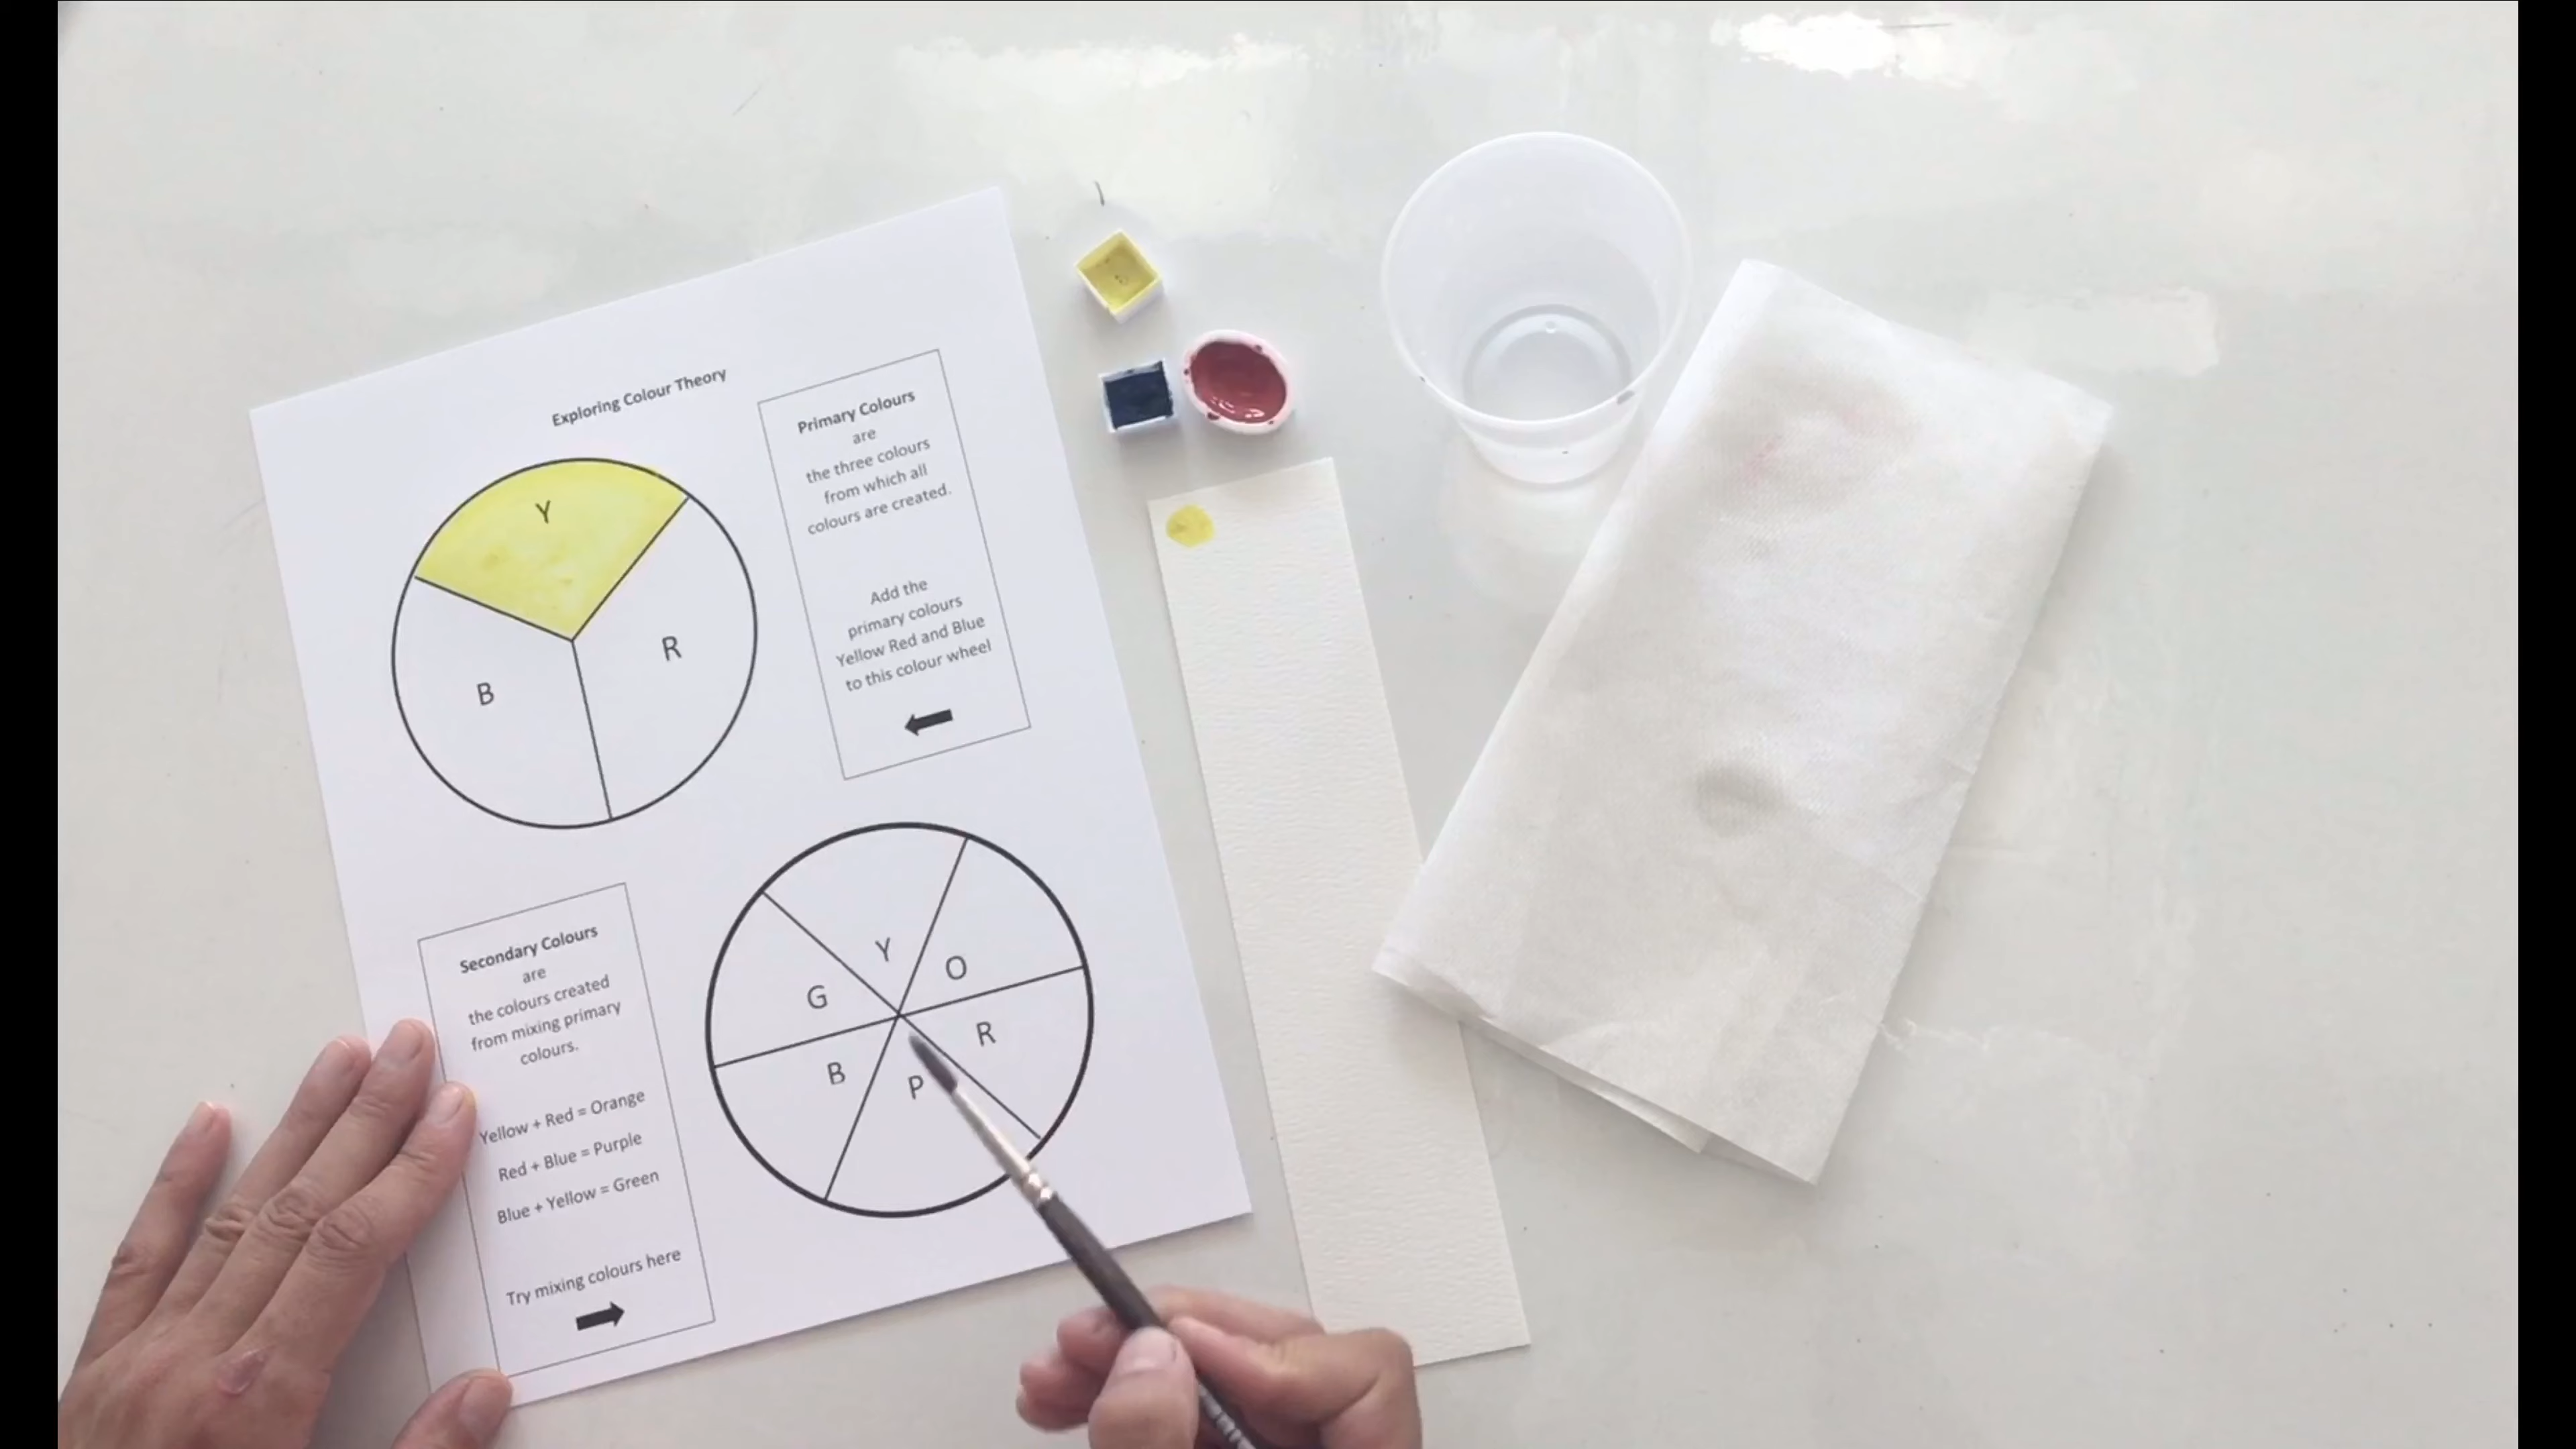 Exploring Colour Theory
Primary Colours
are
the three colours
from which all
colours are created.
Add the
primary colours
Yellow Red and Blue
to this colour wheel
Y
R
B
Secondary Colours
are
the colours created
from mixing primary
colours.
Yellow + Red = Orange
Red + Blue = Purple
Blue + Yellow = Green
Try mixing colours here
Y
O
G
R
B
P